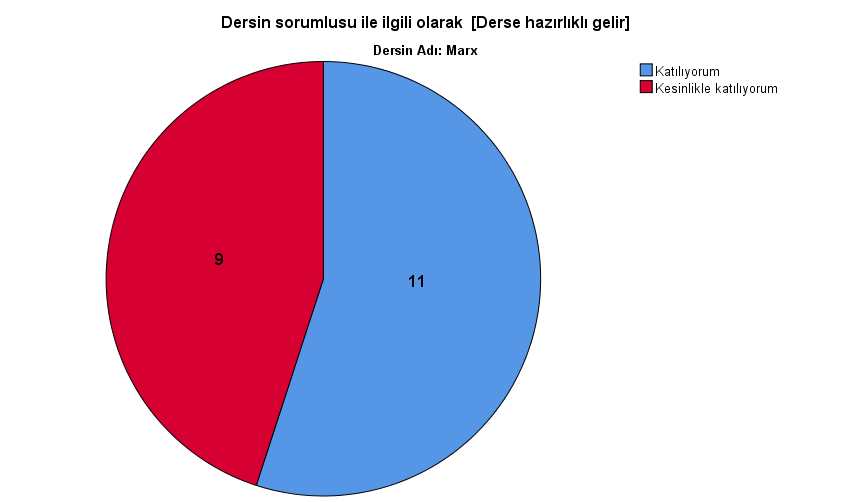 Dersin sorumlusu ile ilgili olarak  [Derse hazırlıklı gelir]
Dersin Adı: Marx
Katılıyorum
Kesinlikle katılıyorum
9
11